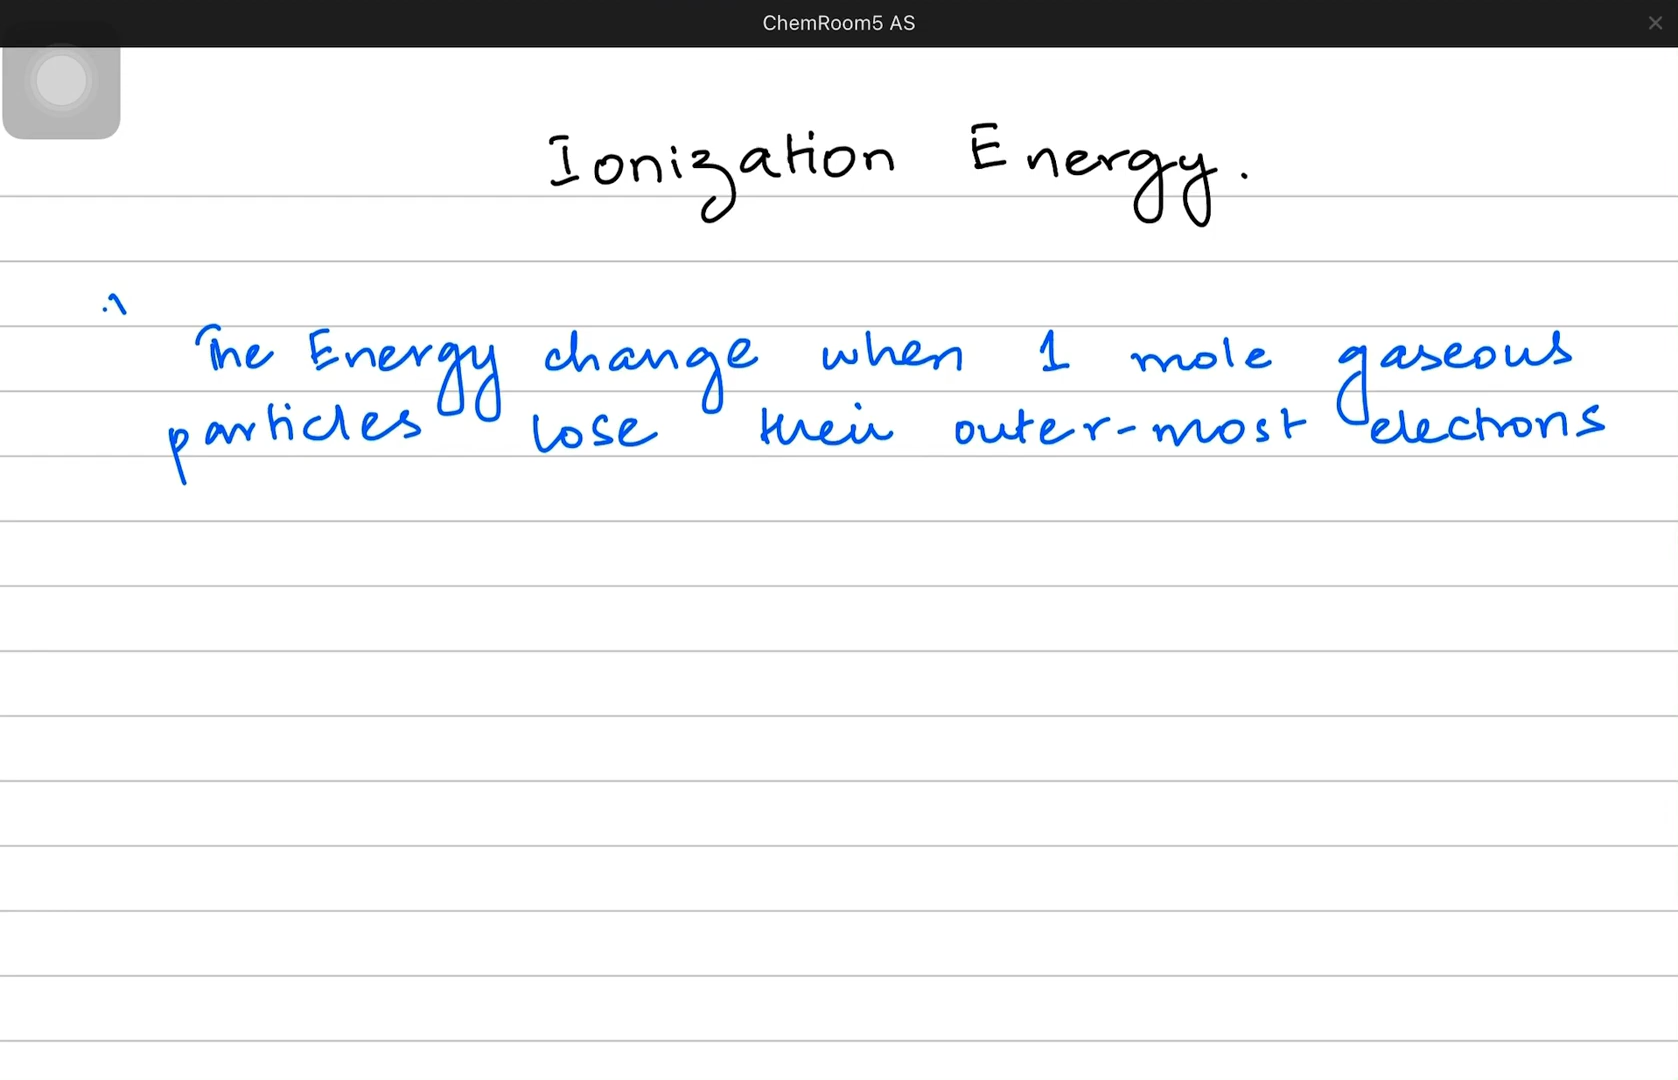 ChemRoom5 AS
Ionization Energy.
The Energy change when 1 mole gaseous
particles lose their outer-most electrons